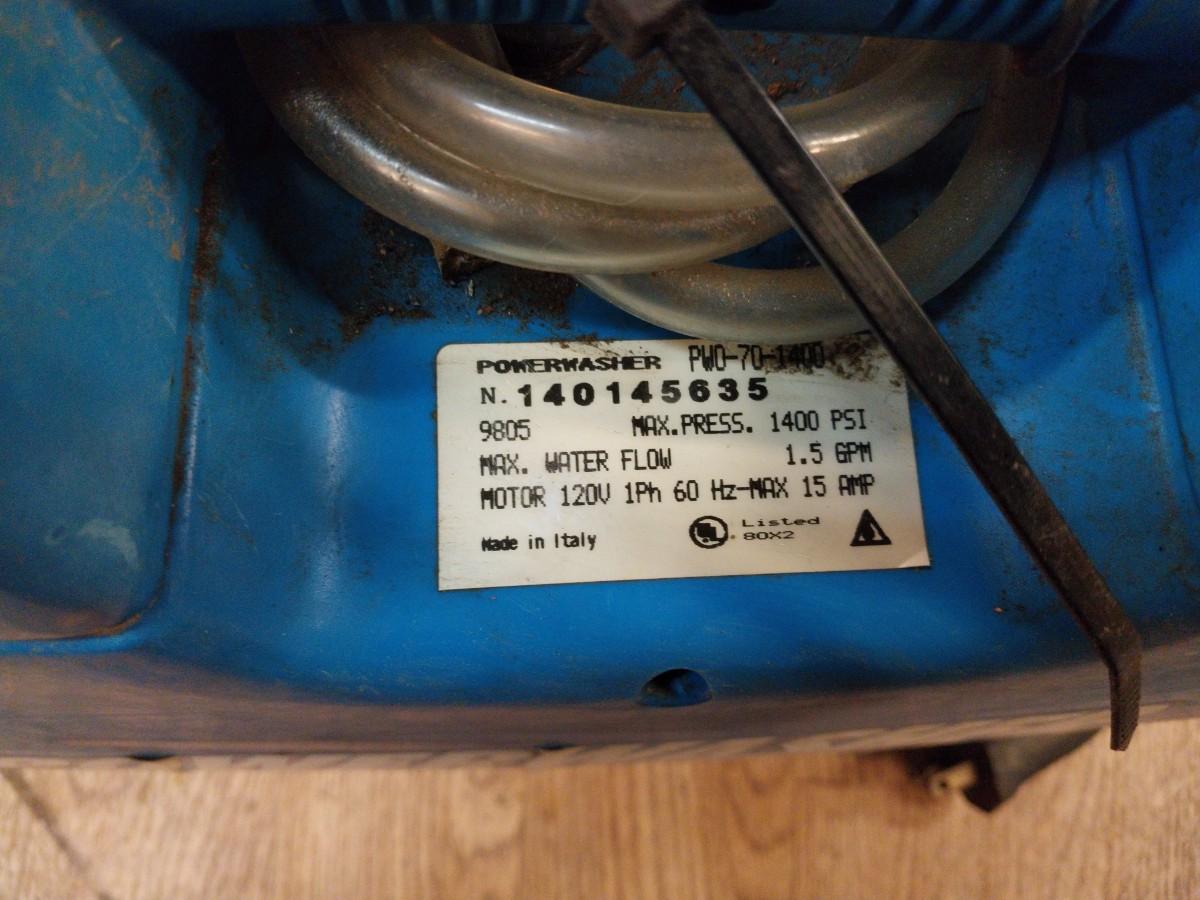 POWERWASHER PWO-70-1400
N. 140145635
9805 MAX.PRESS. 1400 PSI
MAX. WATER FLOW 1.5 GPM
MOTOR 120V 1Ph 60 Hz-MAX 15 AMP
Made in Italy UL Listed
80X2